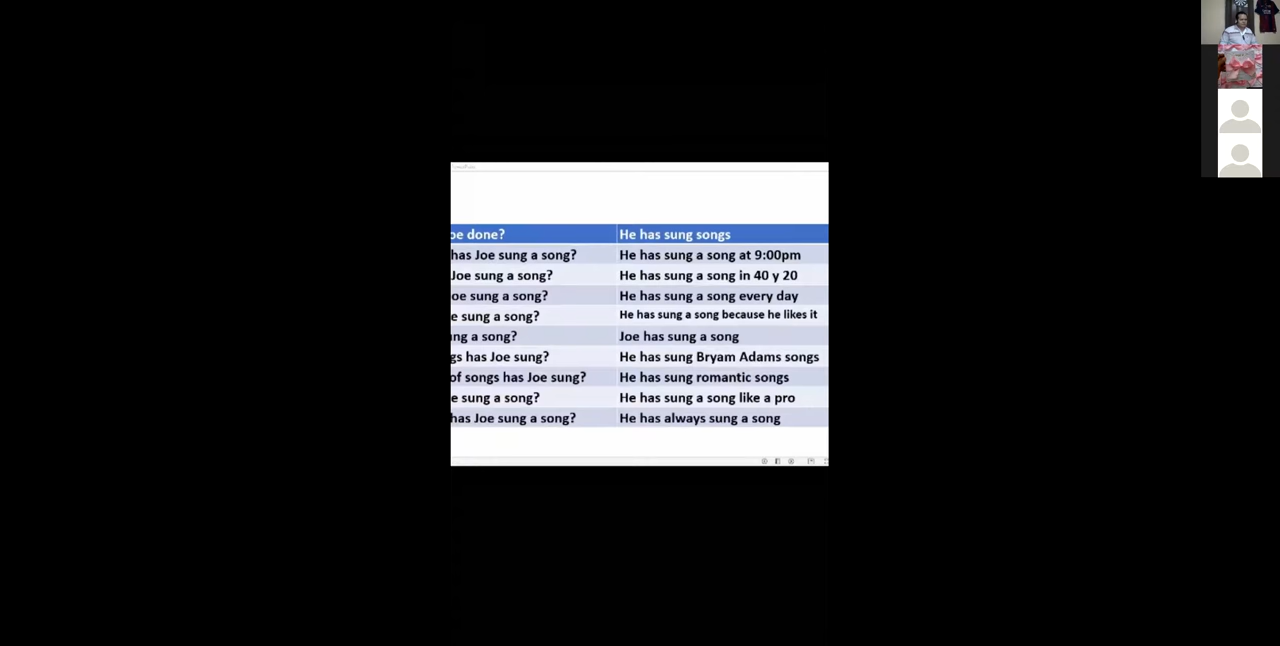 oe done? He has sung songs
has Joe sung a song? He has sung a song at 9:00pm
Joe sung a song? He has sung a song in 40 y 20
oe sung a song? He has sung a song every day
e sung a song? He has sung a song because he likes it
ng a song? Joe has sung a song
gs has Joe sung? He has sung Bryam Adams songs
of songs has Joe sung? He has sung romantic songs
e sung a song? He has sung a song like a pro
has Joe sung a song? He has always sung a song